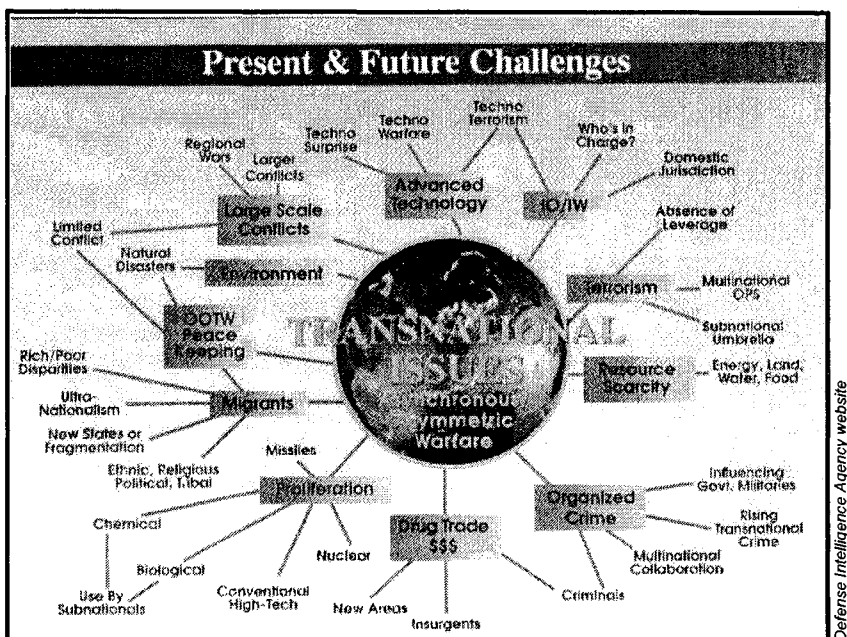 Present & Future Challenges
Techno
Surprise
Techno
Warfare
Techno
Terrorism
Who's In
Charge?
Domestic
Jurisdiction
Regional
Wars
Larger
Conflicts
Advanced
Technology
IO/IW
Absence of
Leverage
Limited
Conflict
Large Scale
Conflicts
Natural
Disasters
Environment
Terrorism
Multinational
OPS
Subnational
Umbrella
OOTW
Peace
Keeping
TRANSNATIONAL
ISSUES
Asynchronous
Asymmetric
Warfare
Resource
Scarcity
Energy, Land,
Water, Food
Rich/Poor
Disparities
Ultra-
Nationalism
Migrants
New States or
Fragmentation
Ethnic, Religious
Political, Tribal
Missiles
Proliferation
Chemical
Biological
Use By
Subnationals
Conventional
High-Tech
Nuclear
Drug Trade
$$$
New Areas
Insurgents
Criminals
Organized
Crime
Influencing
Govt, Militaries
Rising
Transnational
Crime
Multinational
Collaboration
Defense Intelligence Agency website